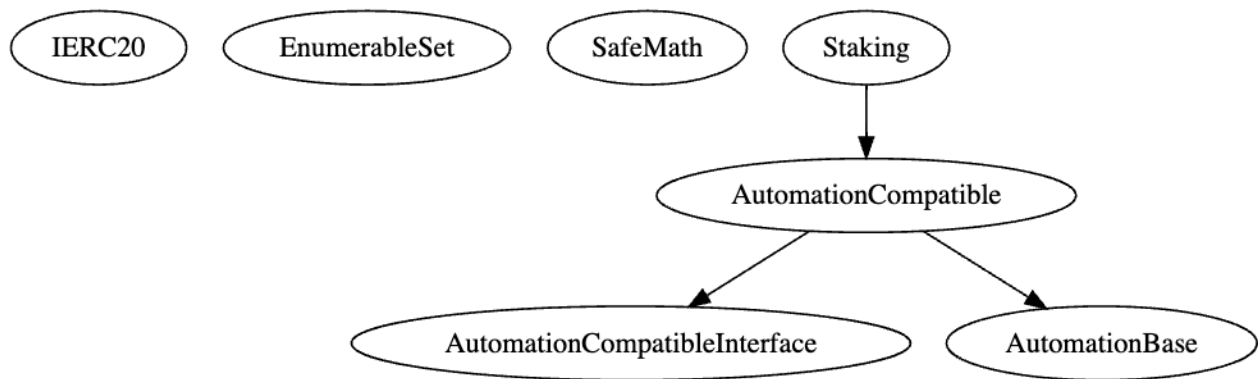 IERC20
EnumerableSet
SafeMath
Staking
AutomationCompatible
AutomationCompatibleInterface
AutomationBase